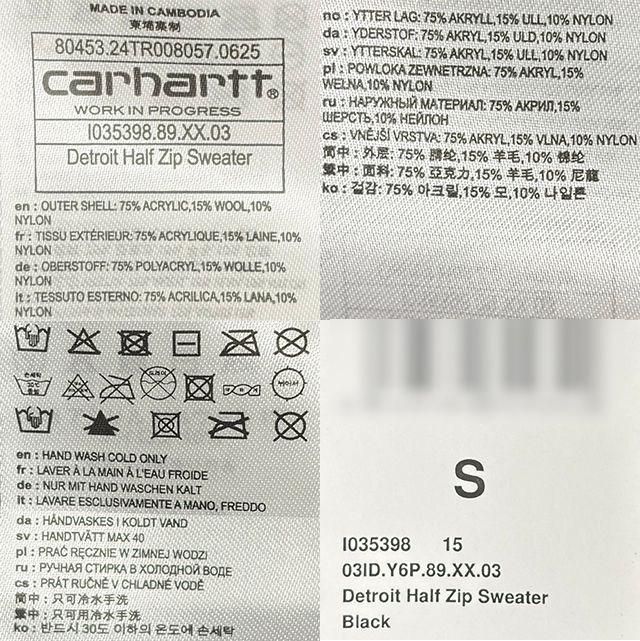 MADE IN CAMBODIA
柬埔寨制
80453.24TR008057.0625
carhartt®
WORK IN PROGRESS
I035398.89.XX.03
Detroit Half Zip Sweater
en : OUTER SHELL: 75% ACRYLIC,15% WOOL,10%
NYLON
fr : TISSU EXTÉRIEUR: 75% ACRYLIQUE,15% LAINE,10%
NYLON
de : OBERSTOFF: 75% POLYACRYL,15% WOLLE,10%
NYLON
it : TESSUTO ESTERNO: 75% ACRILICA,15% LANA,10%
NYLON
no : YTTER LAG: 75% AKRYLL,15% ULL,10% NYLON
da : YDERSTOF: 75% AKRYL,15% ULD,10% NYLON
sv : YTTERSKAL: 75% AKRYL,15% ULL,10% NYLON
pl : POWLOKA ZEWNETRZNA: 75% AKRYL,15%
WELNA,10% NYLON
ru : НАРУЖНЫЙ МАТЕРИАЛ: 75% АКРИЛ,15%
ШЕРСТЬ,10% НЕЙЛОН
cs : VNĚJŠÍ VRSTVA: 75% AKRYL,15% VLNA,10% NYLON
简中 : 外层: 75% 腈纶,15% 羊毛,10% 锦纶
繁中 : 面料: 75% 亞克力,15% 羊毛,10% 尼龍
ko : 겉감: 75% 아크릴,15% 모,10% 나일론
손세탁
드라이
헹어시
en : HAND WASH COLD ONLY
fr : LAVER À LA MAIN À L'EAU FROIDE
de : NUR MIT HAND WASCHEN KALT
it : LAVARE ESCLUSIVAMENTE A MANO, FREDDO
da : HÅNDVASKES I KOLDT VAND
sv : HANDTVÄTT MAX 40
pl : PRAĆ RĘCZNIE W ZIMNEJ WODZI
ru : РУЧНАЯ СТИРКА В ХОЛОДНОЙ ВОДЕ
cs : PRÁT RUČNĚ V CHLADNÉ VODĚ
简中 : 只可冷水手洗
繁中 : 只可用冷水手洗
ko : 반드시 30도 이하의 온도에 손세탁
S
I035398 15
03ID.Y6P.89.XX.03
Detroit Half Zip Sweater
Black